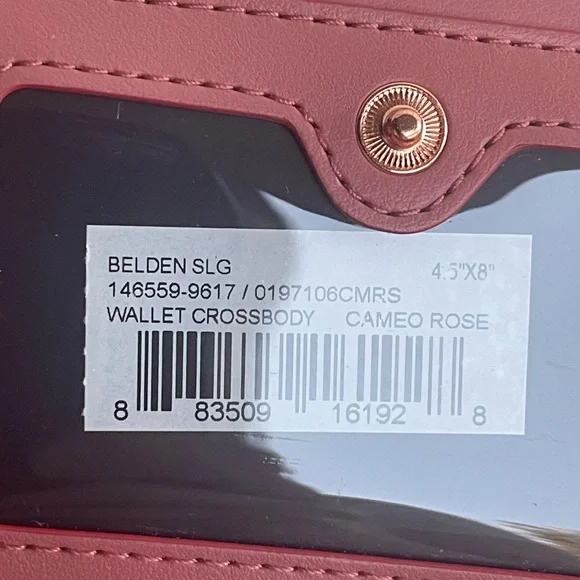 BELDEN SLG 4.5"X8"
146559-9617 / 0197106CMRS
WALLET CROSSBODY CAMEO ROSE
8 83509 16192 8